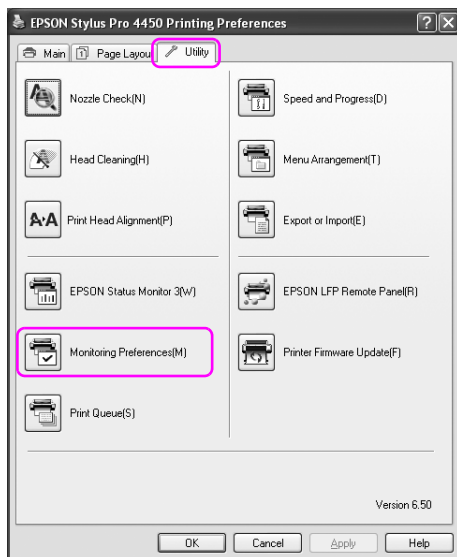 EPSON Stylus Pro 4450 Printing Preferences
Main
1 Page Layou
Utility
Nozzle Check(N)
Speed and Progress(D)
Head Cleaning(H)
Menu Arrangement(T)
A·A Print Head Alignment(P)
Export or Import(E)
EPSON Status Monitor 3(W)
EPSON LFP Remote Panel(R)
Monitoring Preferences(M)
Printer Firmware Update(F)
Print Queue(S)
Version 6.50
OK Cancel Apply Help